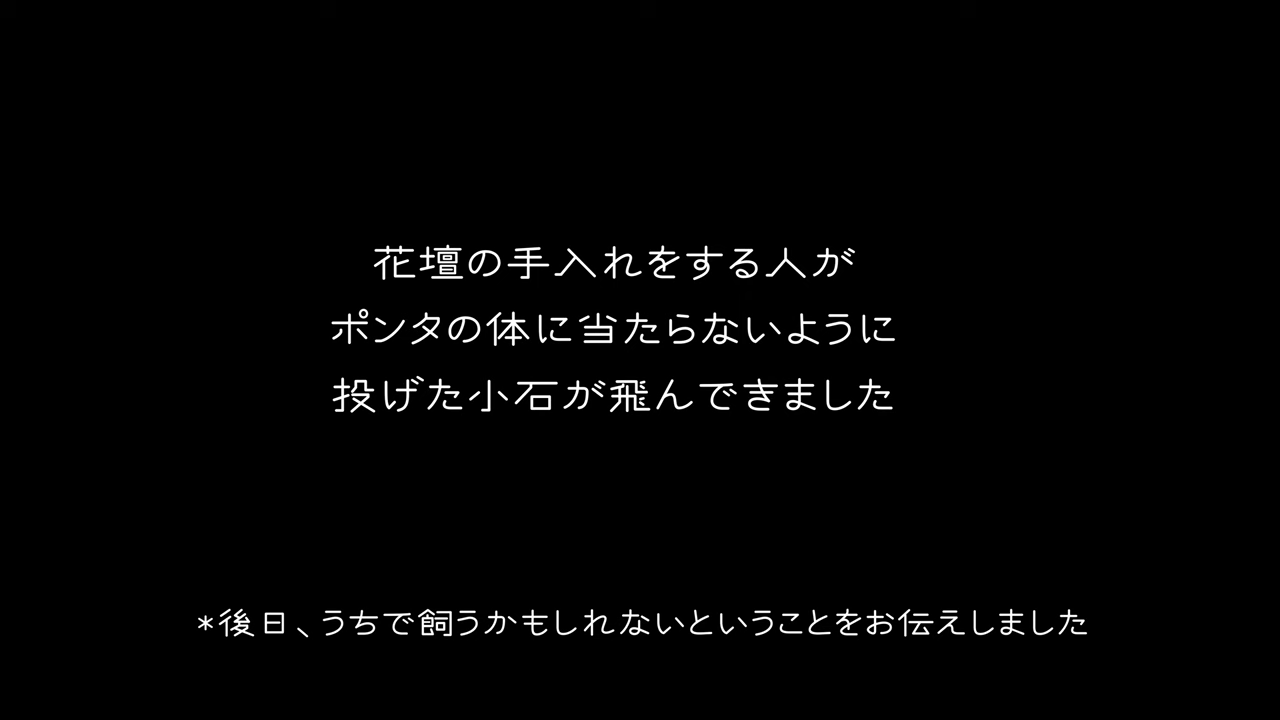 花壇の手入れをする人が
ポンタの体に当たらないように
投げた小石が飛んできました
*後日、うちで飼うかもしれないということをお伝えしました